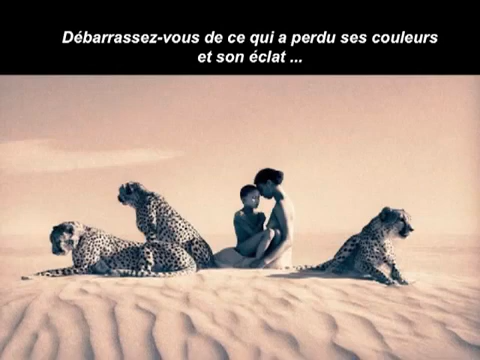 Débarrassez-vous de ce qui a perdu ses couleurs
et son éclat ...